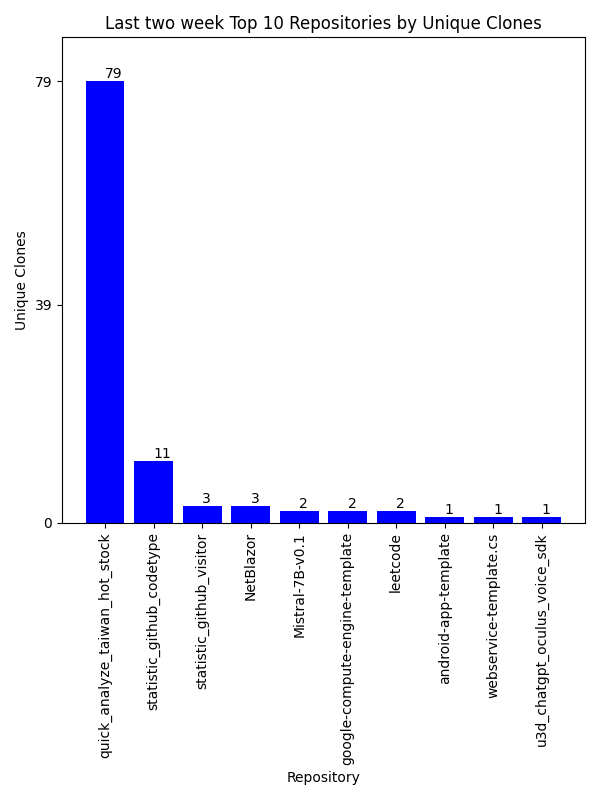 Last two week Top 10 Repositories by Unique Clones
Unique Clones
79
39
0
79
11
3
3
2
2
2
1
1
1
quick_analyze_taiwan_hot_stock
statistic_github_codetype
statistic_github_visitor
NetBlazor
Mistral-7B-v0.1
google-compute-engine-template
leetcode
android-app-template
webservice-template.cs
u3d_chatgpt_oculus_voice_sdk
Repository